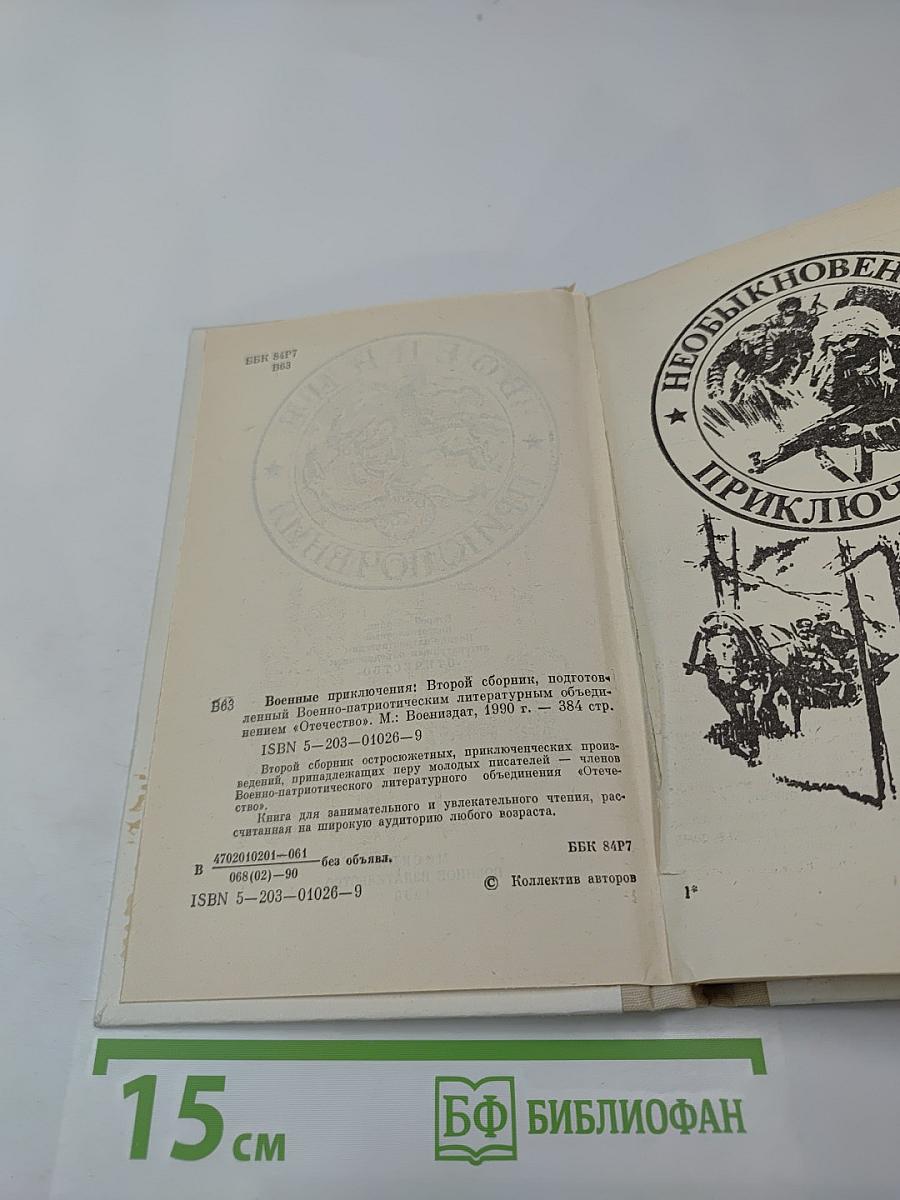 ББК 84Р7
В63
В63 Военные приключения: Второй сборник, подготов-
ленный Военно-патриотическим литературным объеди-
нением «Отечество». М.: Воениздат, 1990 г. — 384 стр.
ISBN 5—203—01026—9
Второй сборник остросюжетных, приключенческих произ-
ведений, принадлежащих перу молодых писателей — членов
Военно-патриотического литературного объединения «Отече-
ство».
Книга для занимательного и увлекательного чтения, рас-
считанная на широкую аудиторию любого возраста.
В 4702010201—061 без объявл.
068(02)—90
ББК 84Р7
ISBN 5—203—01026—9
© Коллектив авторов
НЕОБЫКНОВЕН
ПРИКЛЮЧ
1*
15 см
БФ БИБЛИОФАН